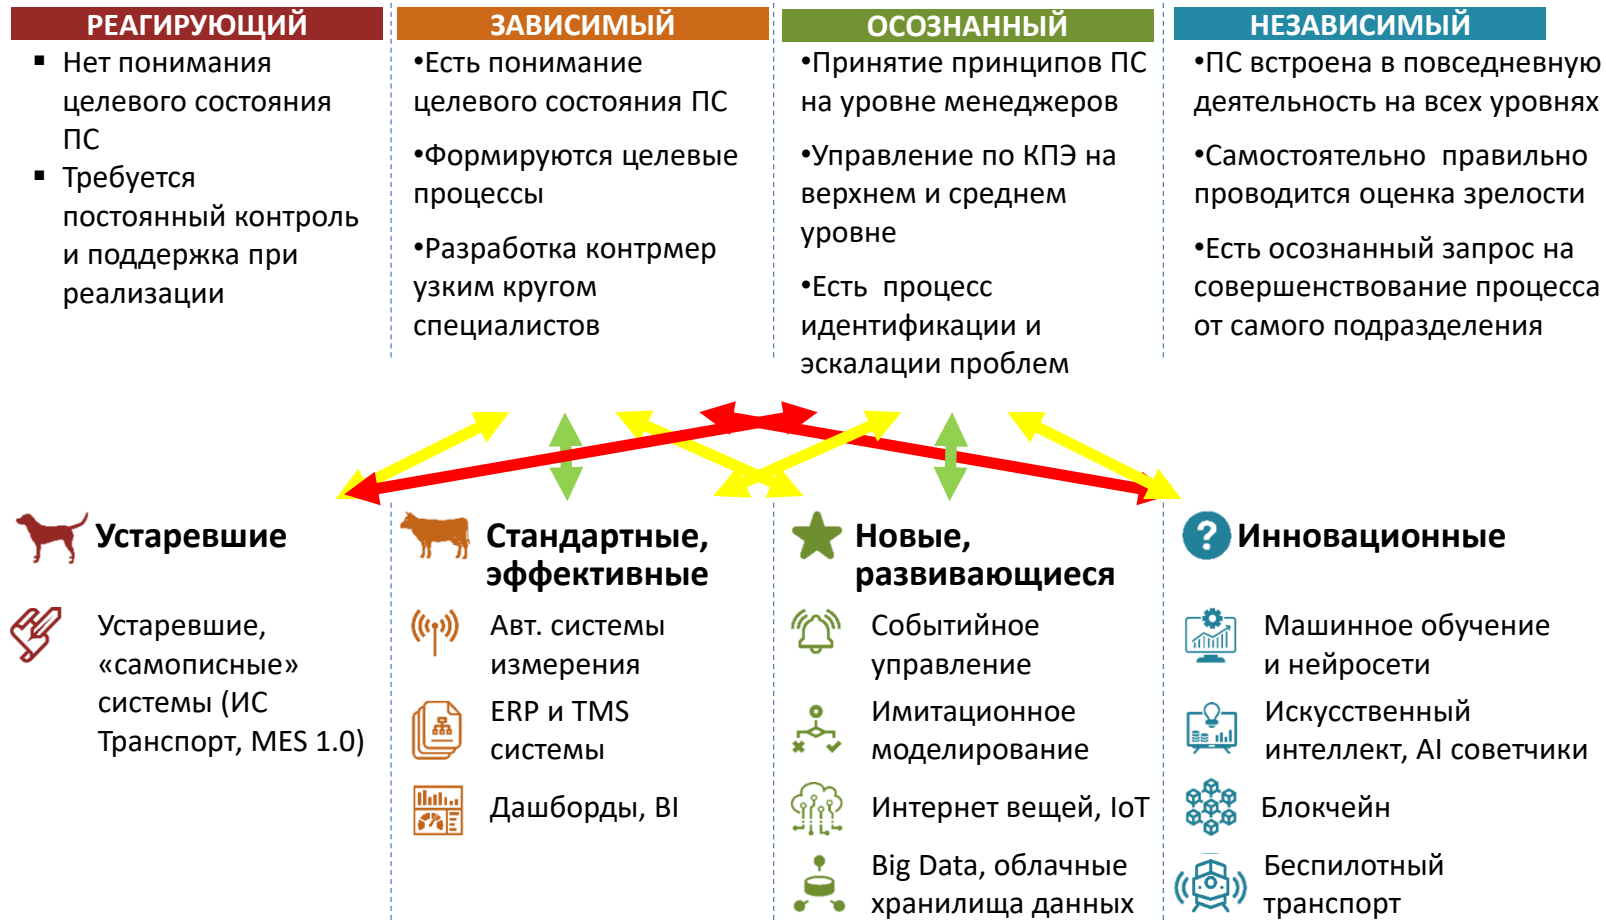 РЕАГИРУЮЩИЙ
▪ Нет понимания
целевого состояния
ПС
▪ Требуется
постоянный контроль
и поддержка при
реализации
ЗАВИСИМЫЙ
•Есть понимание
целевого состояния ПС
•Формируются целевые
процессы
•Разработка контрмер
узким кругом
специалистов
ОСОЗНАННЫЙ
•Принятие принципов ПС
на уровне менеджеров
•Управление по КПЭ на
верхнем и среднем
уровне
•Есть процесс
идентификации и
эскалации проблем
НЕЗАВИСИМЫЙ
•ПС встроена в повседневную
деятельность на всех уровнях
•Самостоятельно правильно
проводится оценка зрелости
•Есть осознанный запрос на
совершенствование процесса
от самого подразделения
Устаревшие
Устаревшие,
«самописные»
системы (ИС
Транспорт, MES 1.0)
Стандартные,
эффективные
Авт. системы
измерения
ERP и TMS
системы
Дашборды, BI
Новые,
развивающиеся
Событийное
управление
Имитационное
моделирование
Интернет вещей, IoT
Big Data, облачные
хранилища данных
?
Инновационные
Машинное обучение
и нейросети
Искусственный
интеллект, AI советчики
Блокчейн
Беспилотный
транспорт